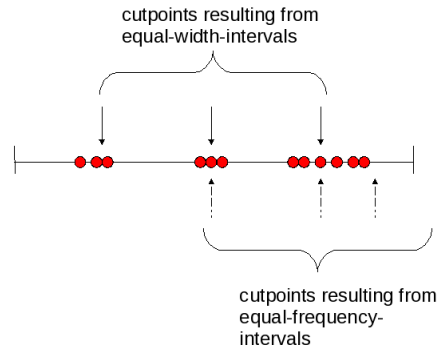 cutpoints resulting from
equal-width-intervals
cutpoints resulting from
equal-frequency-
intervals